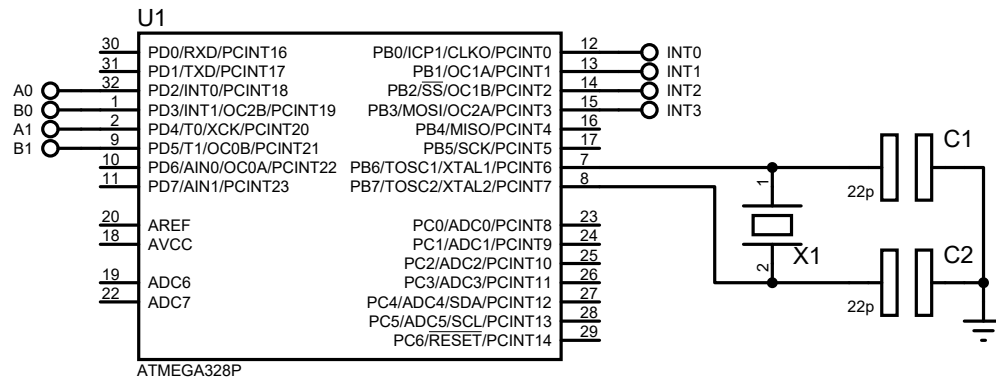 U1
30 PD0/RXD/PCINT16 PB0/ICP1/CLKO/PCINT0 12 INT0
31 PD1/TXD/PCINT17 PB1/OC1A/PCINT1 13 INT1
A0 32 PD2/INT0/PCINT18 PB2/SS/OC1B/PCINT2 14 INT2
B0 1 PD3/INT1/OC2B/PCINT19 PB3/MOSI/OC2A/PCINT3 15 INT3
A1 2 PD4/T0/XCK/PCINT20 PB4/MISO/PCINT4 16
B1 9 PD5/T1/OC0B/PCINT21 PB5/SCK/PCINT5 17
10 PD6/AIN0/OC0A/PCINT22 PB6/TOSC1/XTAL1/PCINT6 7
11 PD7/AIN1/PCINT23 PB7/TOSC2/XTAL2/PCINT7 8
C1
22p
1
X1
2
C2
22p
20 AREF PC0/ADC0/PCINT8 23
18 AVCC PC1/ADC1/PCINT9 24
PC2/ADC2/PCINT10 25
19 ADC6 PC3/ADC3/PCINT11 26
22 ADC7 PC4/ADC4/SDA/PCINT12 27
PC5/ADC5/SCL/PCINT13 28
PC6/RESET/PCINT14 29
ATMEGA328P